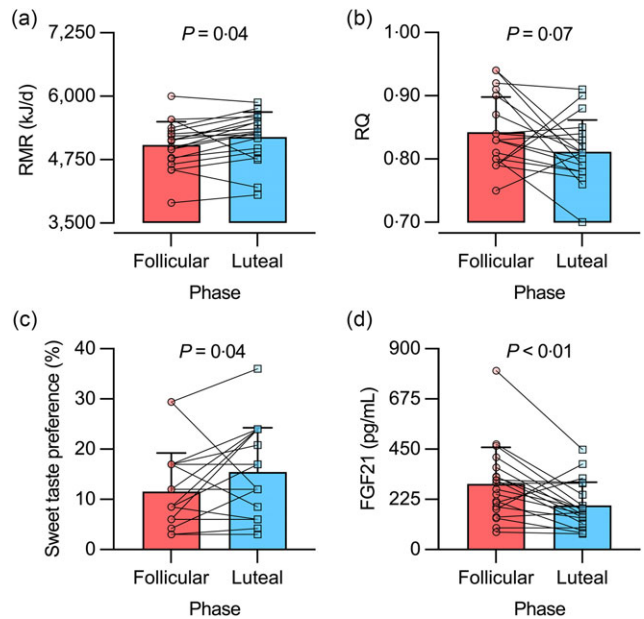 (a)
P = 0·04
7,250
6,000
4,750
3,500
RMR (kJ/d)
Follicular Luteal
Phase
(b)
P = 0·07
1·00
0·90
0·80
0·70
RQ
Follicular Luteal
Phase
(c)
P = 0·04
40
30
20
10
0
Sweet taste preference (%)
Follicular Luteal
Phase
(d)
P < 0·01
900
675
450
225
0
FGF21 (pg/mL)
Follicular Luteal
Phase